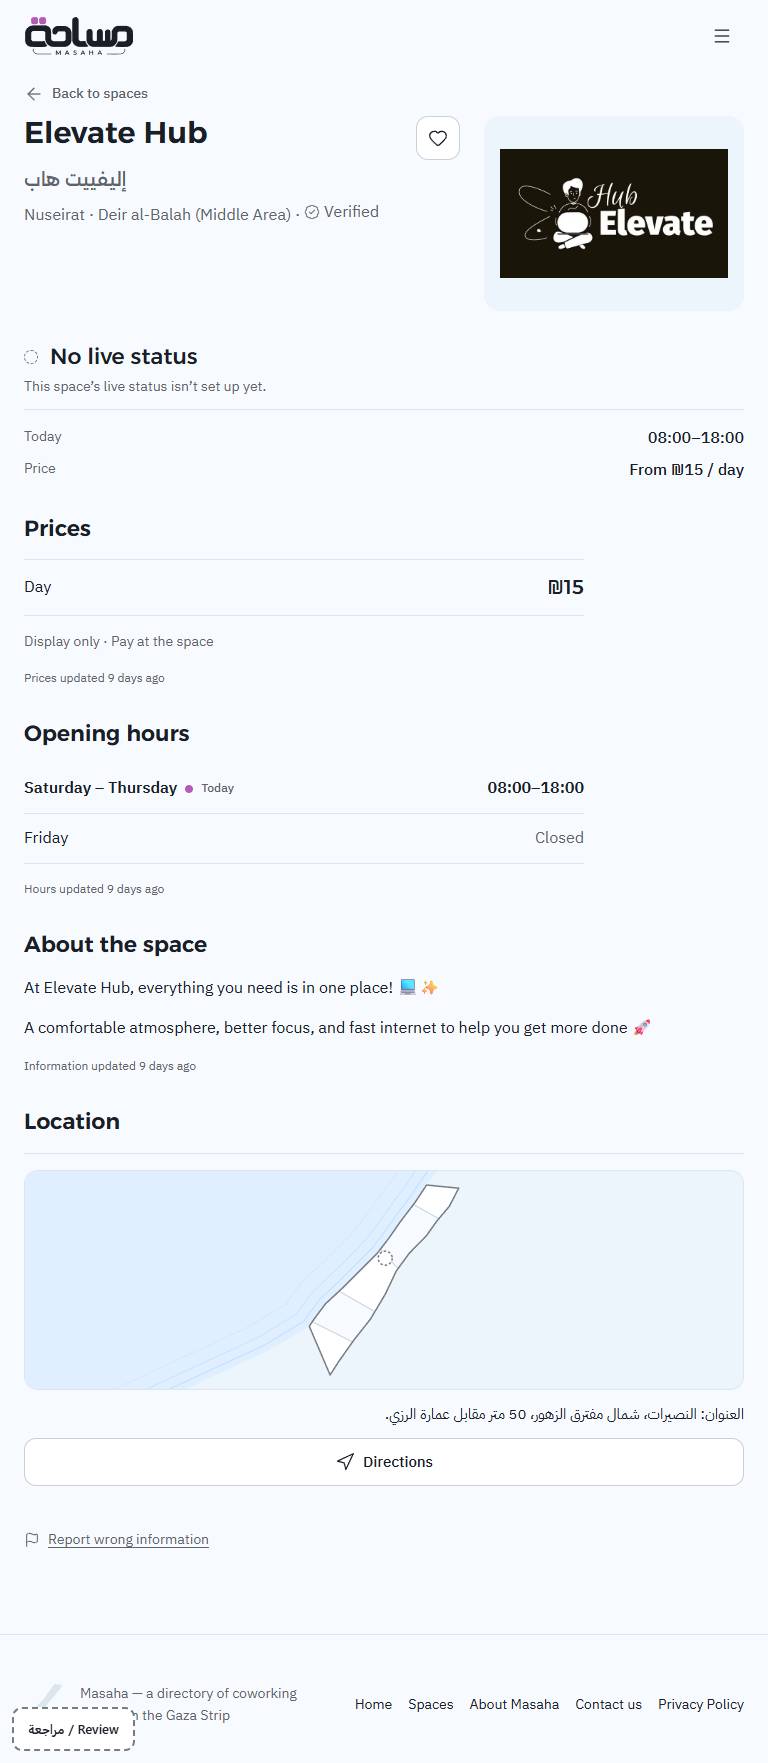 مساحة
MASAHA
Back to spaces
Elevate Hub
إليفييت هاب
Nuseirat · Deir al-Balah (Middle Area) · Verified
Hub
Elevate
No live status
This space’s live status isn’t set up yet.
Today 08:00–18:00
Price From ₪15 / day
Prices
Day ₪15
Display only · Pay at the space
Prices updated 9 days ago
Opening hours
Saturday – Thursday Today 08:00–18:00
Friday Closed
Hours updated 9 days ago
About the space
At Elevate Hub, everything you need is in one place! 💻 ✨
A comfortable atmosphere, better focus, and fast internet to help you get more done 🚀
Information updated 9 days ago
Location
العنوان: النصيرات، شمال مفترق الزهور، 50 متر مقابل عمارة الرزي.
Directions
Report wrong information
Masaha — a directory of coworking
the Gaza Strip
Home Spaces About Masaha Contact us Privacy Policy
مراجعة / Review